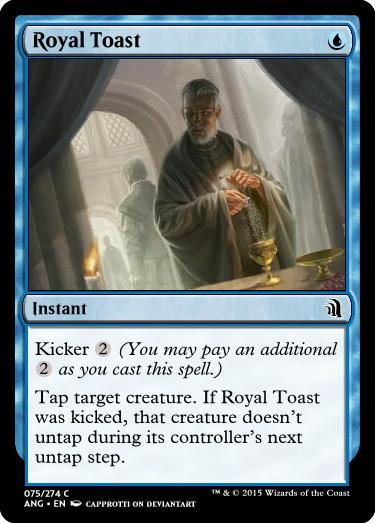 Royal Toast
Instant
Kicker 2 (You may pay an additional
2 as you cast this spell.)
Tap target creature. If Royal Toast
was kicked, that creature doesn't
untap during its controller's next
untap step.
075/274 C
ANG • EN CAPPROTTI ON DEVIANTART
™ & © 2015 Wizards of the Coast